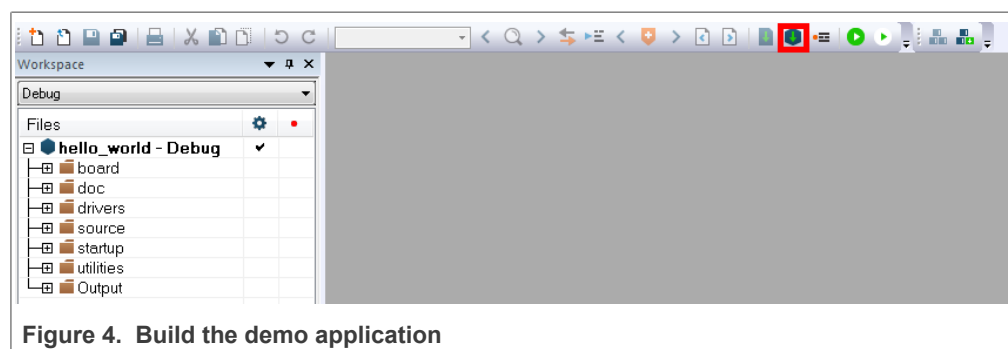 Workspace
Debug
Files
hello_world - Debug
board
doc
drivers
source
startup
utilities
Output
Figure 4. Build the demo application